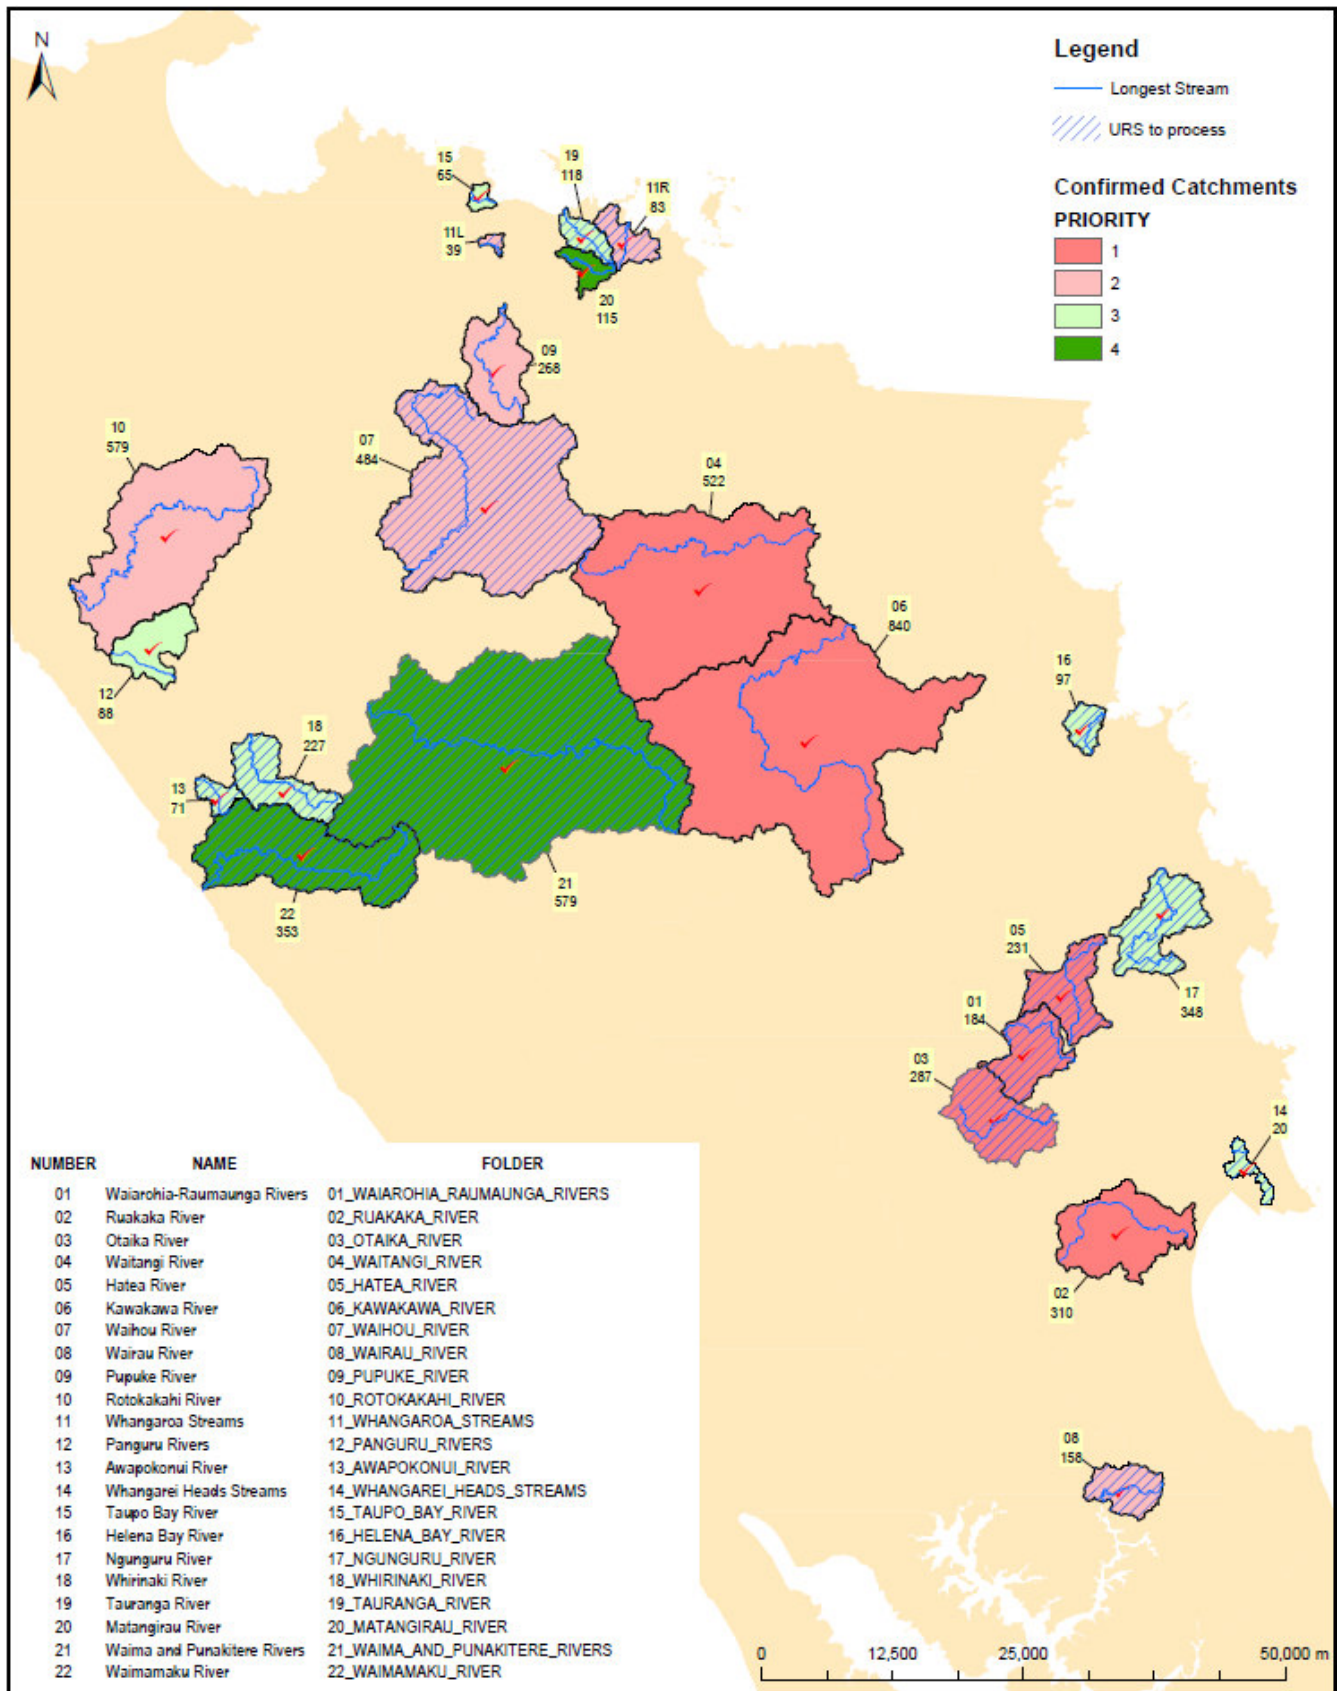 N
Legend
Longest Stream
URS to process
Confirmed Catchments
PRIORITY
1
2
3
4
15
65
19
118
11R
83
11L
39
20
115
09
268
10
579
07
484
04
522
06
840
12
88
16
97
18
227
13
71
21
579
22
353
05
231
17
348
01
184
03
287
14
20
02
310
08
158
NUMBER NAME FOLDER
01 Waiarohia-Raumaunga Rivers 01_WAIAROHIA_RAUMAUNGA_RIVERS
02 Ruakaka River 02_RUAKAKA_RIVER
03 Otaika River 03_OTAIKA_RIVER
04 Waitangi River 04_WAITANGI_RIVER
05 Hatea River 05_HATEA_RIVER
06 Kawakawa River 06_KAWAKAWA_RIVER
07 Waihou River 07_WAIHOU_RIVER
08 Wairau River 08_WAIRAU_RIVER
09 Pupuke River 09_PUPUKE_RIVER
10 Rotokakahi River 10_ROTOKAKAHI_RIVER
11 Whangaroa Streams 11_WHANGAROA_STREAMS
12 Panguru Rivers 12_PANGURU_RIVERS
13 Awapokonui River 13_AWAPOKONUI_RIVER
14 Whangarei Heads Streams 14_WHANGAREI_HEADS_STREAMS
15 Taupo Bay River 15_TAUPO_BAY_RIVER
16 Helena Bay River 16_HELENA_BAY_RIVER
17 Ngunguru River 17_NGUNGURU_RIVER
18 Whirinaki River 18_WHIRINAKI_RIVER
19 Tauranga River 19_TAURANGA_RIVER
20 Matangirau River 20_MATANGIRAU_RIVER
21 Waima and Punakitere Rivers 21_WAIMA_AND_PUNAKITERE_RIVERS
22 Waimamaku River 22_WAIMAMAKU_RIVER
0 12,500 25,000 50,000 m